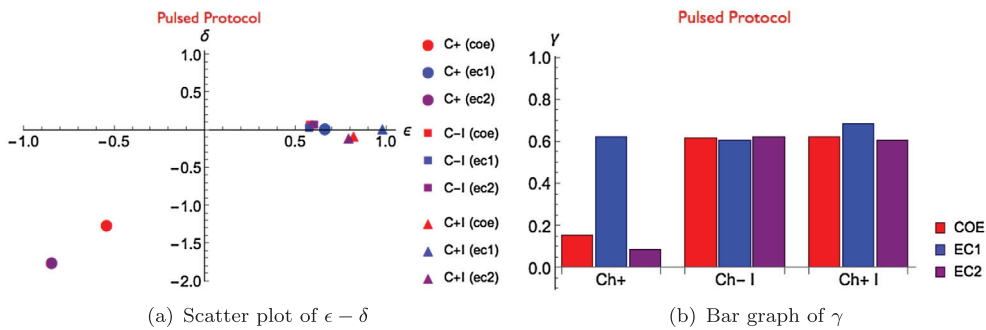 Pulsed Protocol
δ
1.0
0.5
-1.0
-0.5
0.5
1.0
ϵ
-0.5
-1.0
-1.5
-2.0
C+ (coe)
C+ (ec1)
C+ (ec2)
C-I (coe)
C-I (ec1)
C-I (ec2)
C+I (coe)
C+I (ec1)
C+I (ec2)
(a) Scatter plot of ϵ − δ
Pulsed Protocol
γ
1.0
0.8
0.6
0.4
0.2
0.0
Ch+
Ch- I
Ch+ I
COE
EC1
EC2
(b) Bar graph of γ